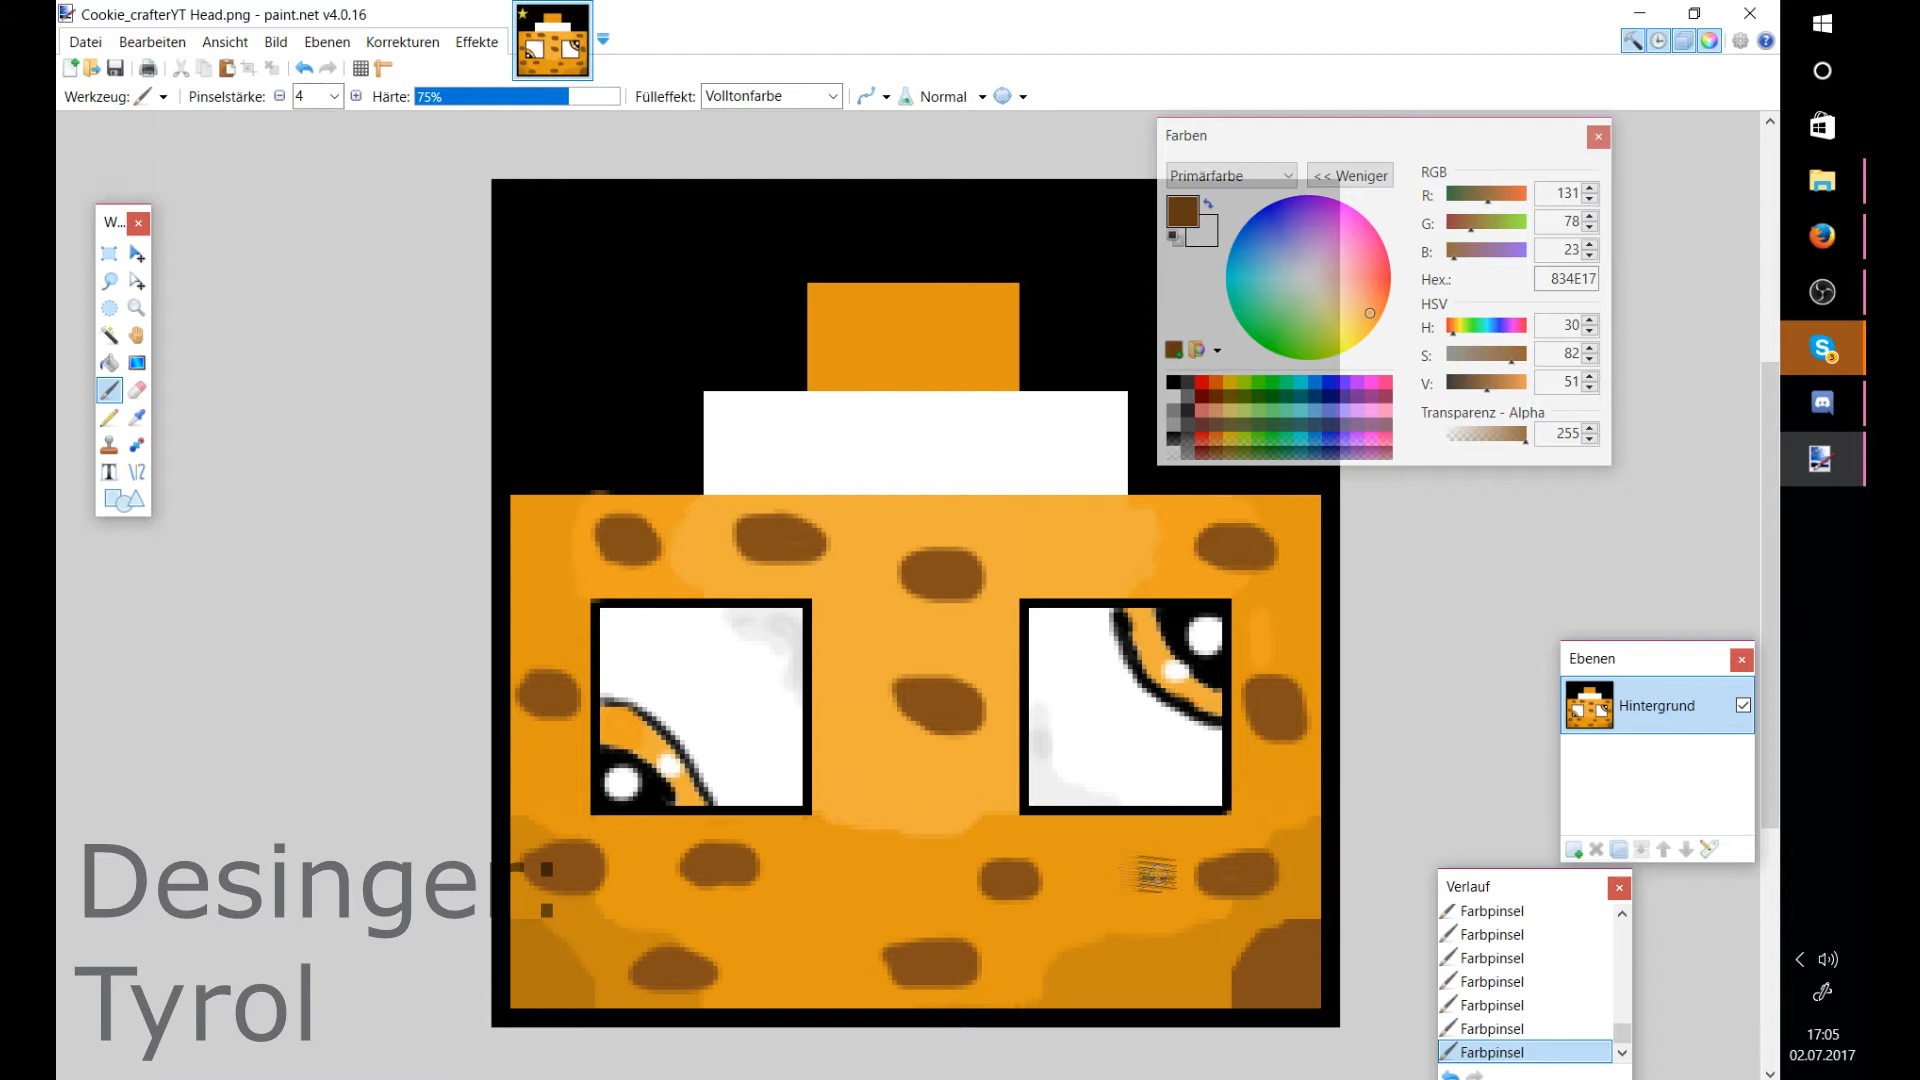 Cookie_crafterYT Head.png - paint.net v4.0.16
Datei Bearbeiten Ansicht Bild Ebenen Korrekturen Effekte
Werkzeug: Pinselstärke: 4 Härte: 75% Fülleffekt: Volltonfarbe Normal
Farben
Primärfarbe << Weniger
RGB
R: 131
G: 78
B: 23
Hex.: 834E17
HSV
H: 30
S: 82
V: 51
Transparenz - Alpha
255
W...
Ebenen
Hintergrund
Verlauf
Farbpinsel
Farbpinsel
Farbpinsel
Farbpinsel
Farbpinsel
Farbpinsel
Farbpinsel
Desinger:
Tyrol
3
17:05
02.07.2017